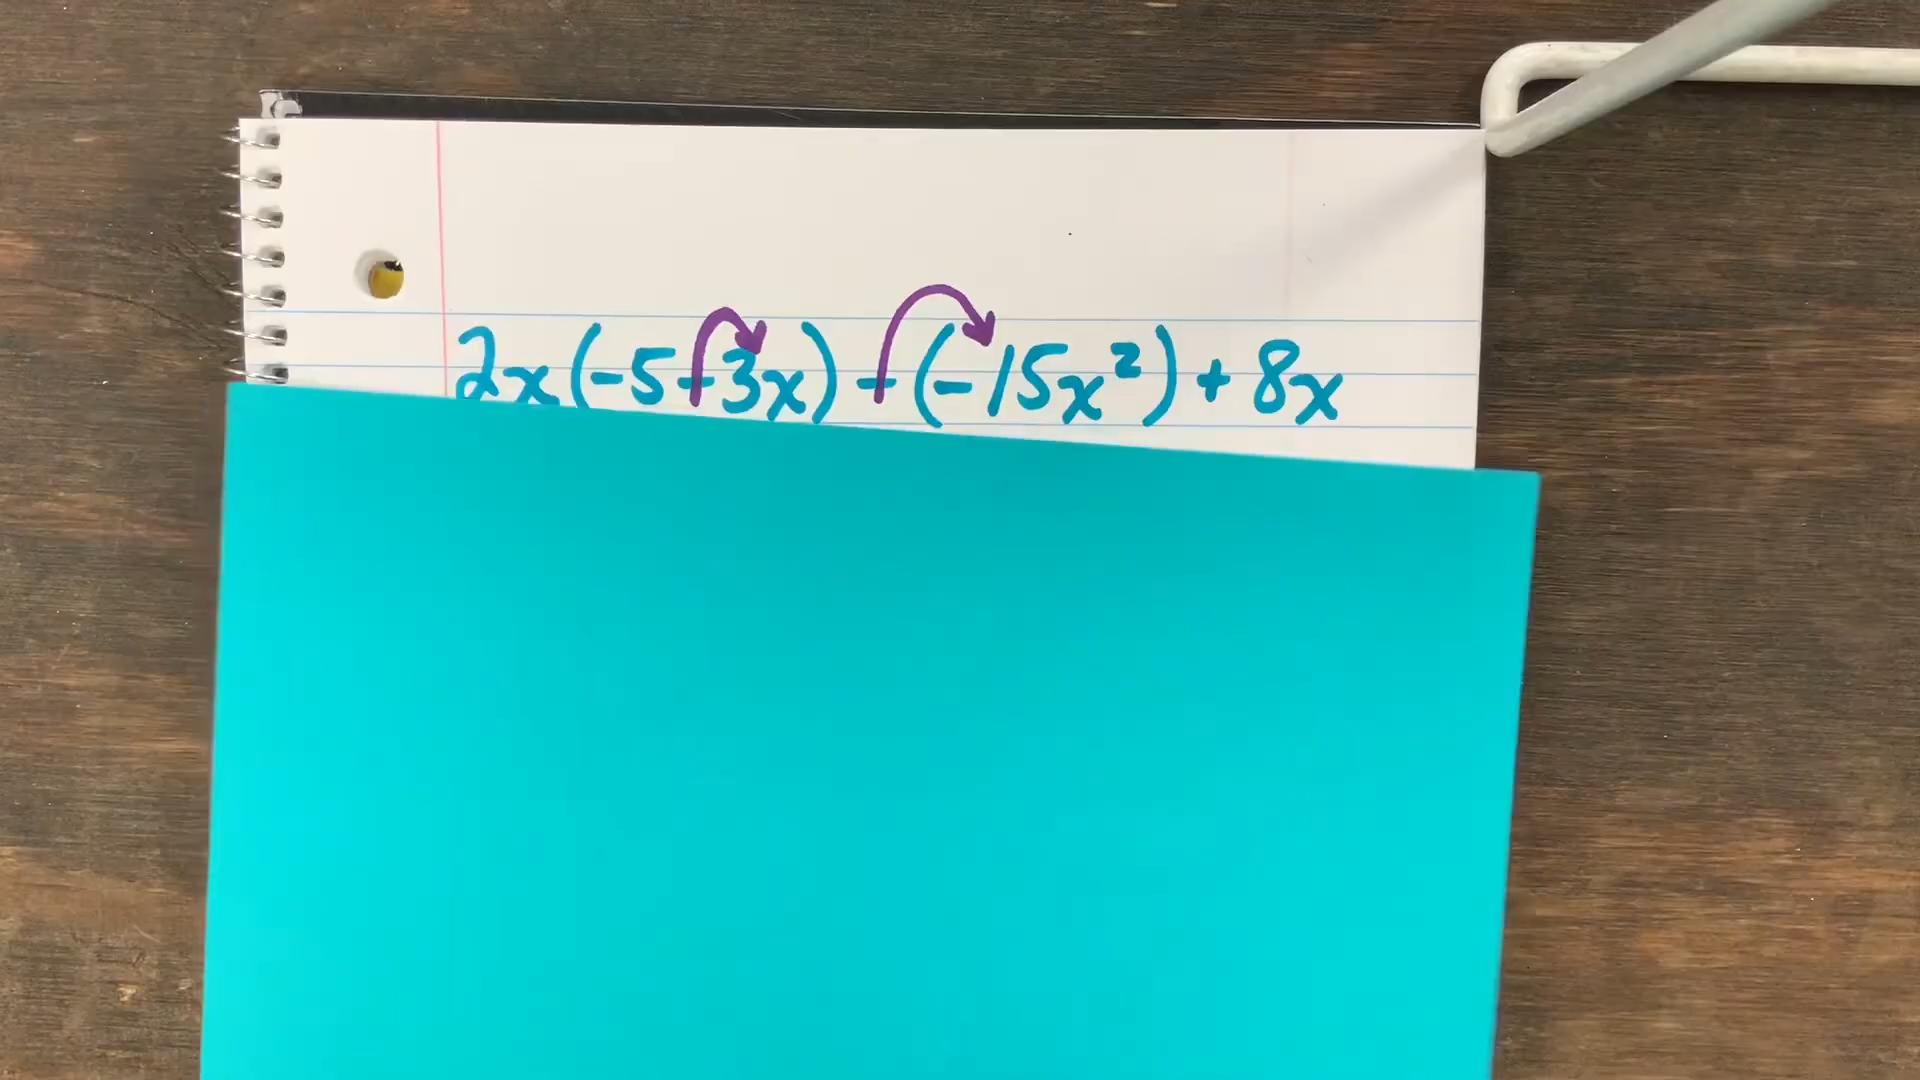 2x(-5-3x) - (-15x²) + 8x